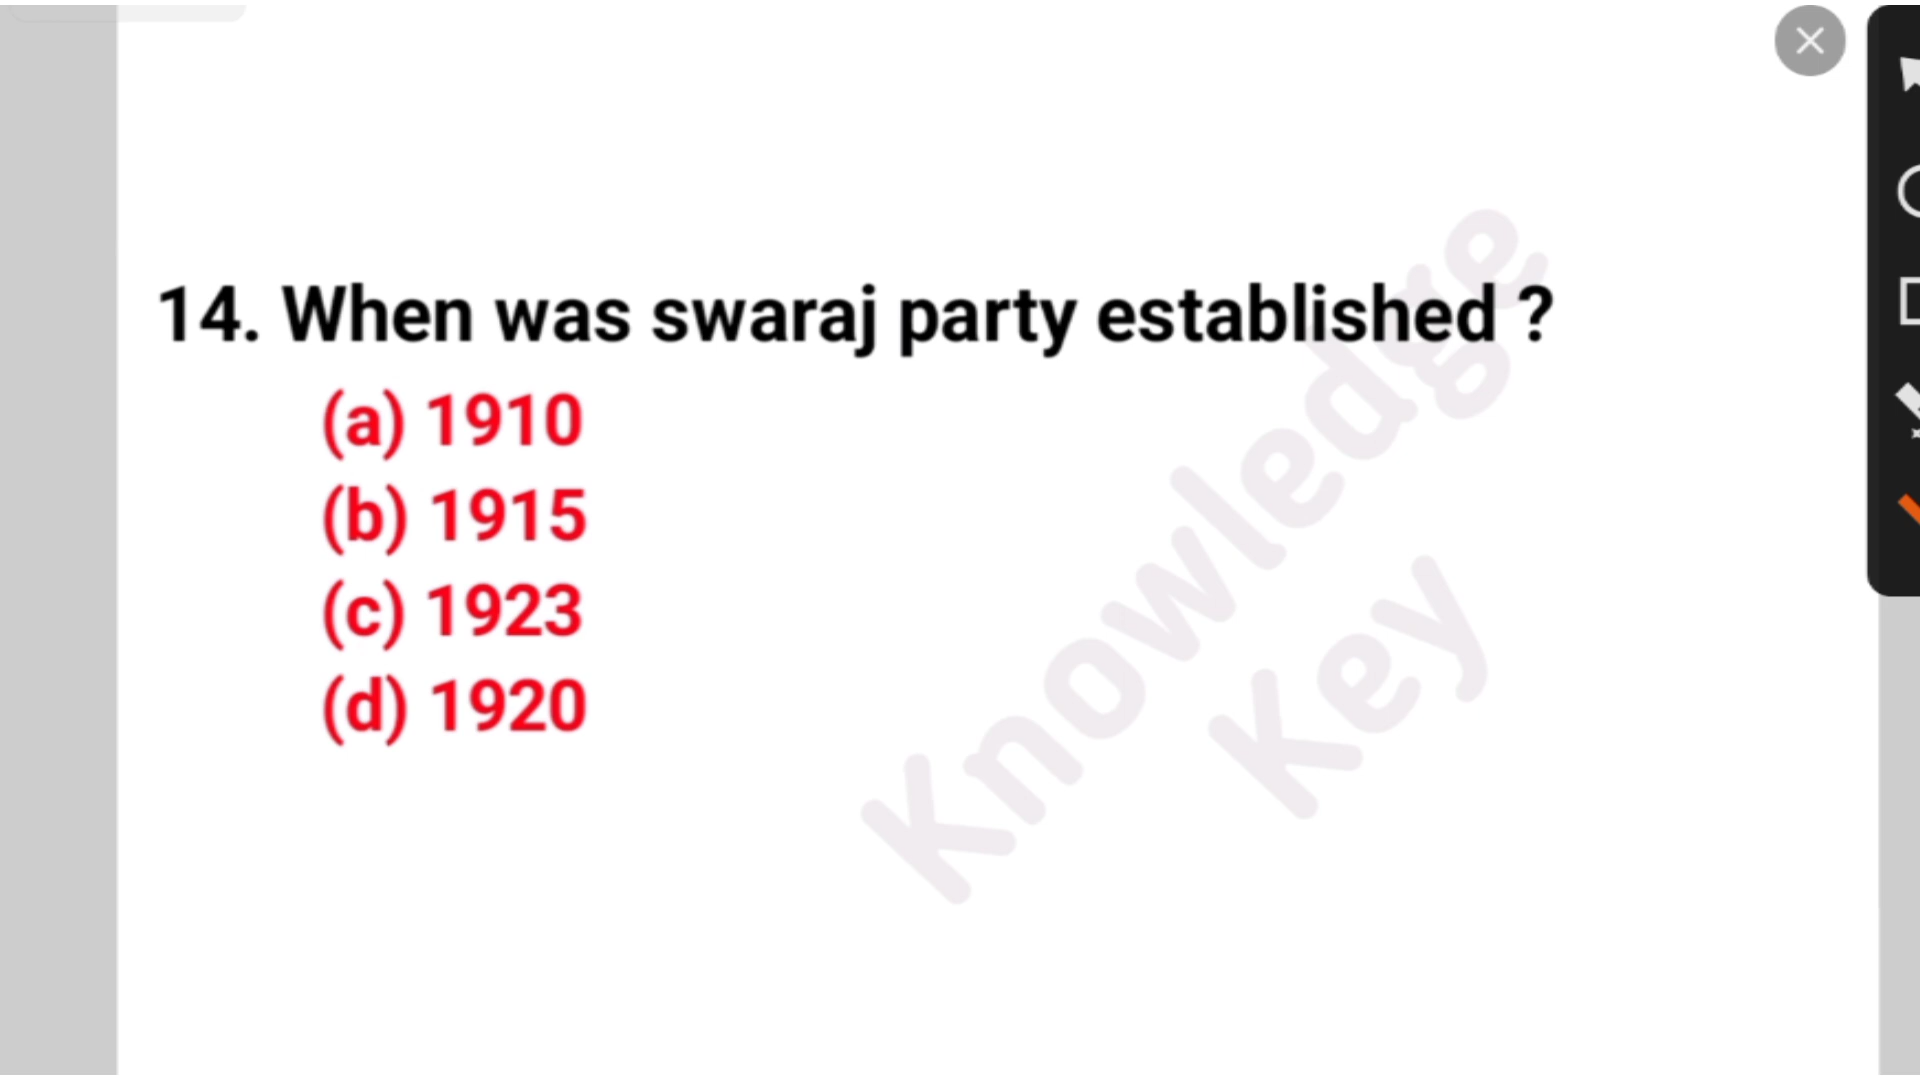 14. When was swaraj party established ?
(a) 1910
(b) 1915
(c) 1923
(d) 1920
Knowledge
Key